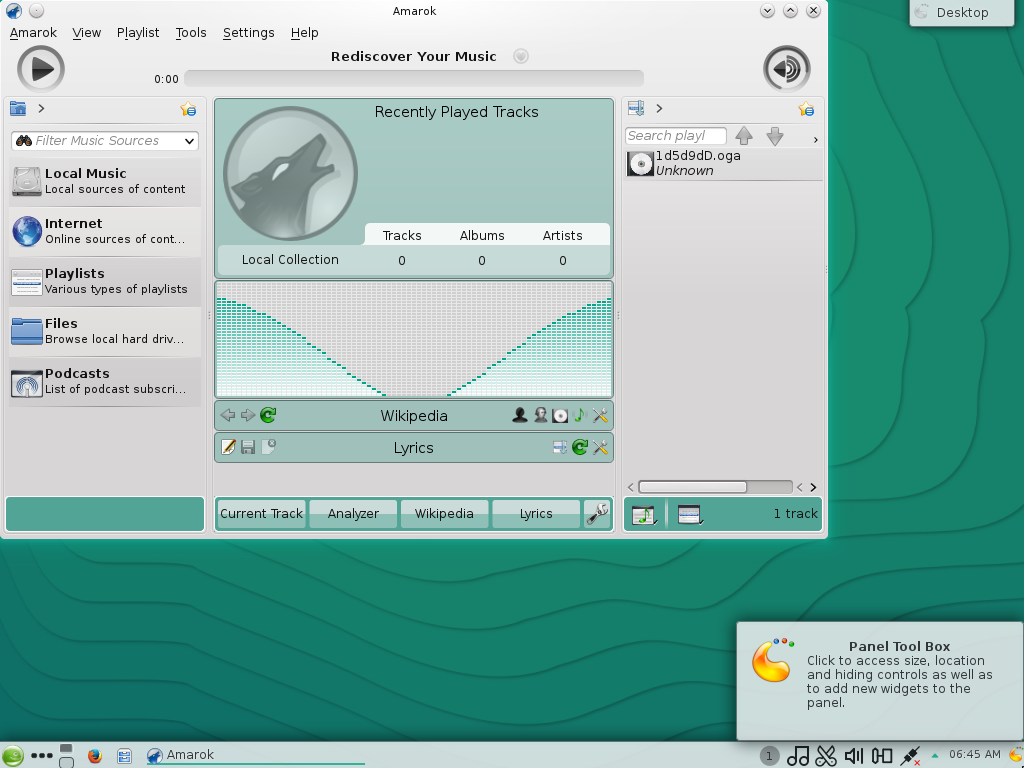 Amarok
Desktop
Amarok View Playlist Tools Settings Help
Rediscover Your Music
0:00
Filter Music Sources
Local Music
Local sources of content
Internet
Online sources of cont...
Playlists
Various types of playlists
Files
Browse local hard driv...
Podcasts
List of podcast subscri...
Recently Played Tracks
Tracks Albums Artists
Local Collection 0 0 0
Wikipedia
Lyrics
Current Track Analyzer Wikipedia Lyrics
Search playl
1d5d9dD.oga
Unknown
1 track
Panel Tool Box
Click to access size, location
and hiding controls as well as
to add new widgets to the
panel.
Amarok
1
06:45 AM